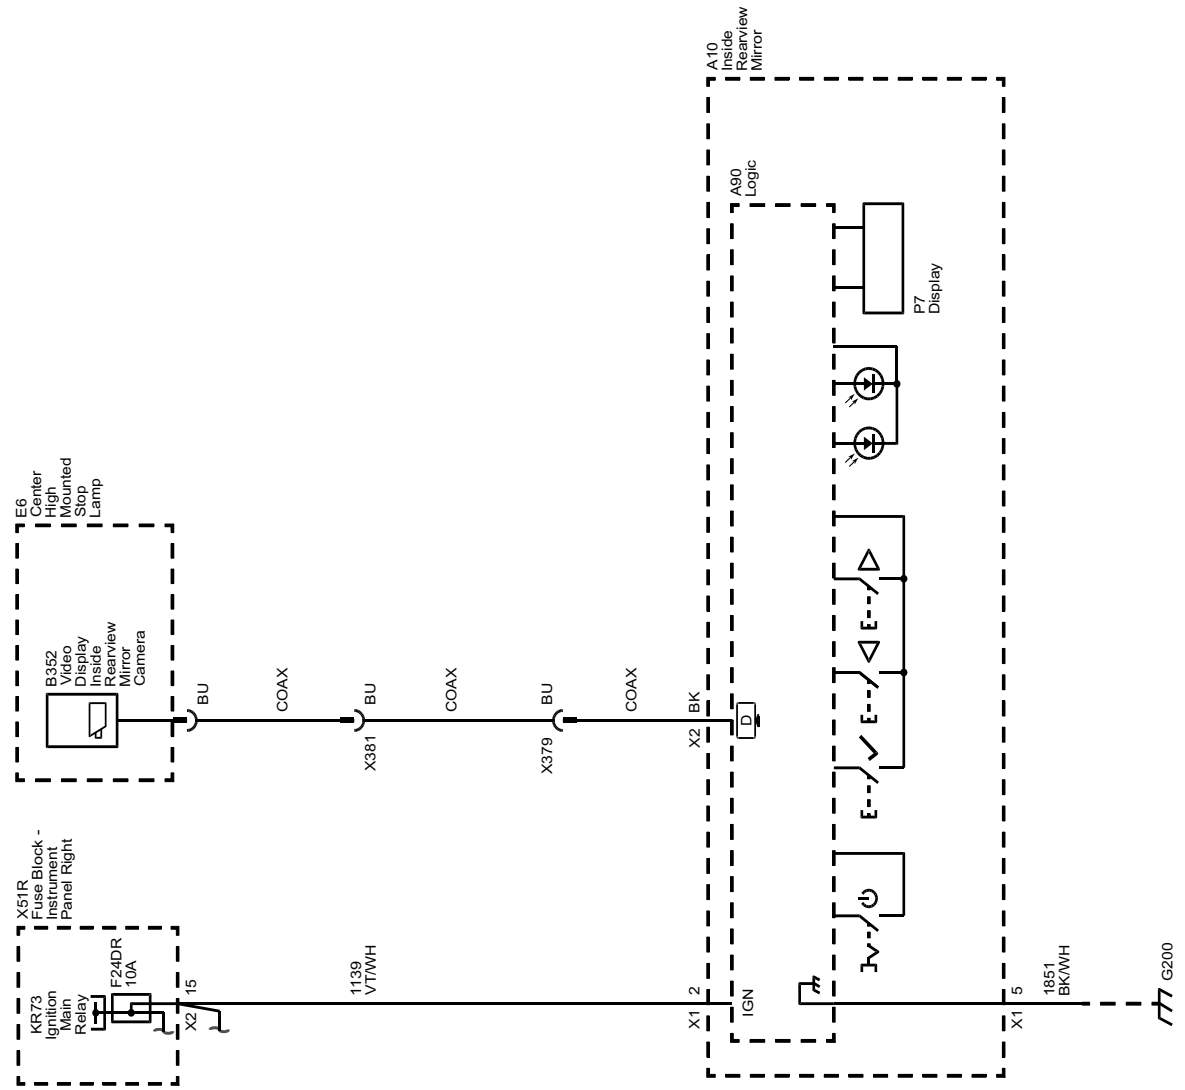 X51R
Fuse Block -
Instrument
Panel Right
KR73
Ignition
Main
Relay
F24DR
10A
15
X2
1139
VT/WH
2
X1
IGN
5
X1
1851
BK/WH
G200
E6
Center
High
Mounted
Stop
Lamp
B352
Video
Display
Inside
Rearview
Mirror
Camera
BU
COAX
BU
X381
COAX
BU
X379
COAX
BK
X2
D
A10
Inside
Rearview
Mirror
A90
Logic
P7
Display